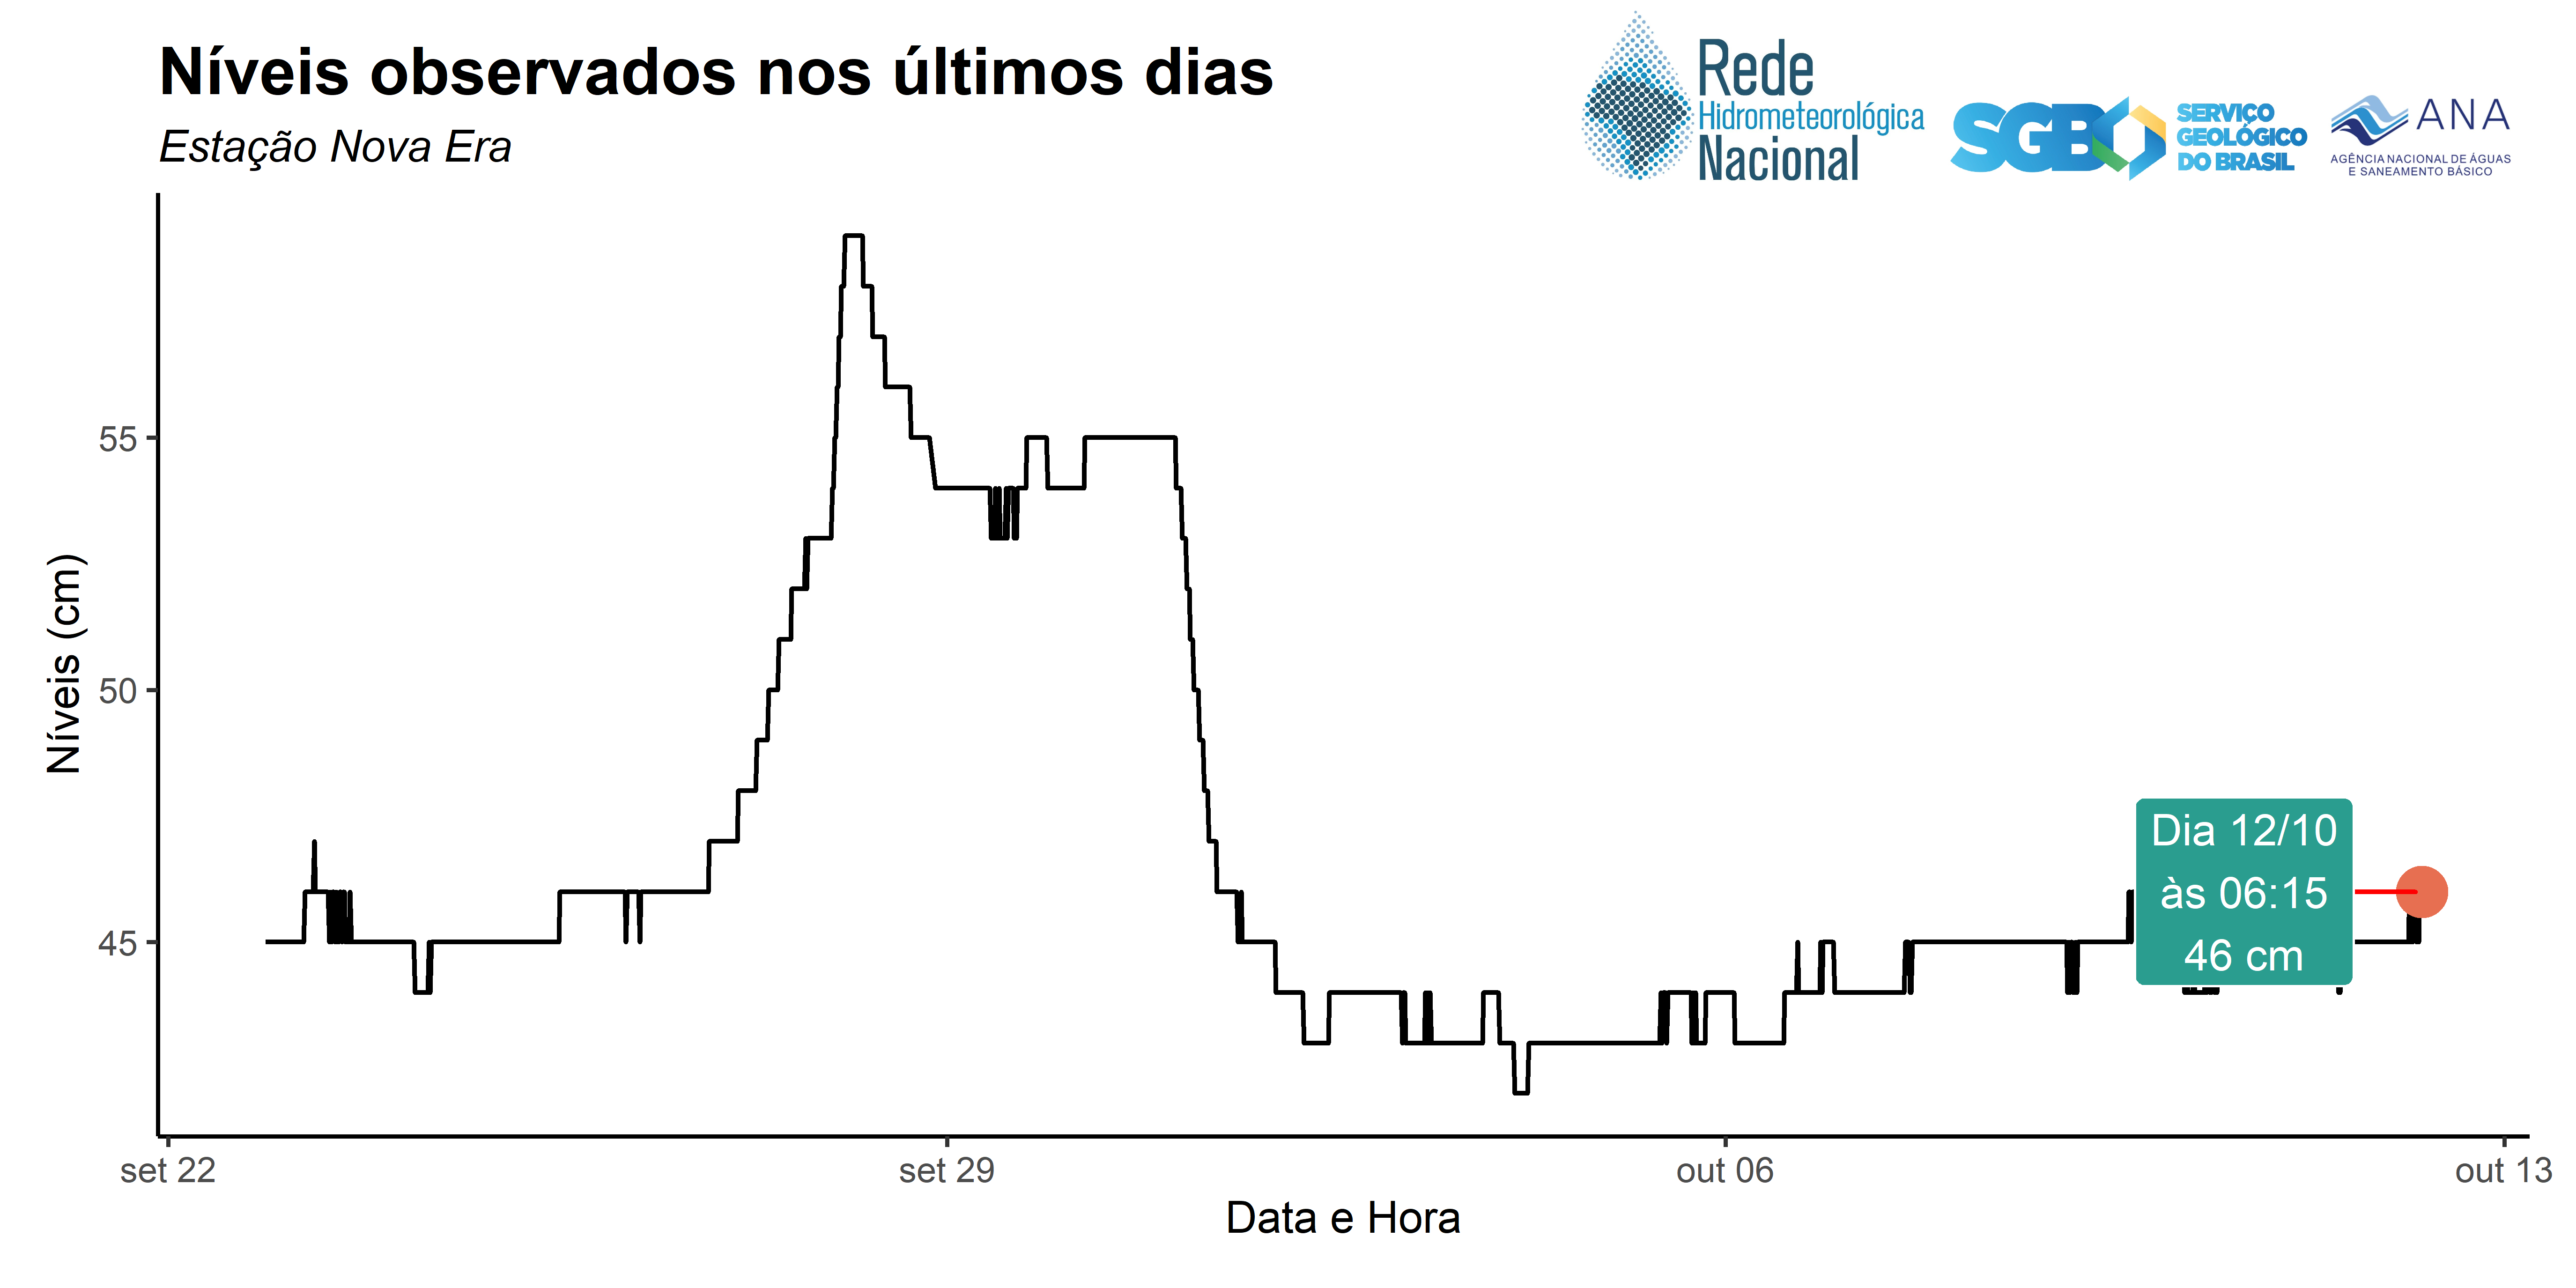 Níveis observados nos últimos dias
Estação Nova Era
Rede
Hidrometeorológica
Nacional
SGB
SERVIÇO
GEOLÓGICO
DO BRASIL
ANA
AGÊNCIA NACIONAL DE ÁGUAS
E SANEAMENTO BÁSICO
Níveis (cm)
55
50
45
Dia 12/10
às 06:15
46 cm
set 22
set 29
out 06
out 13
Data e Hora